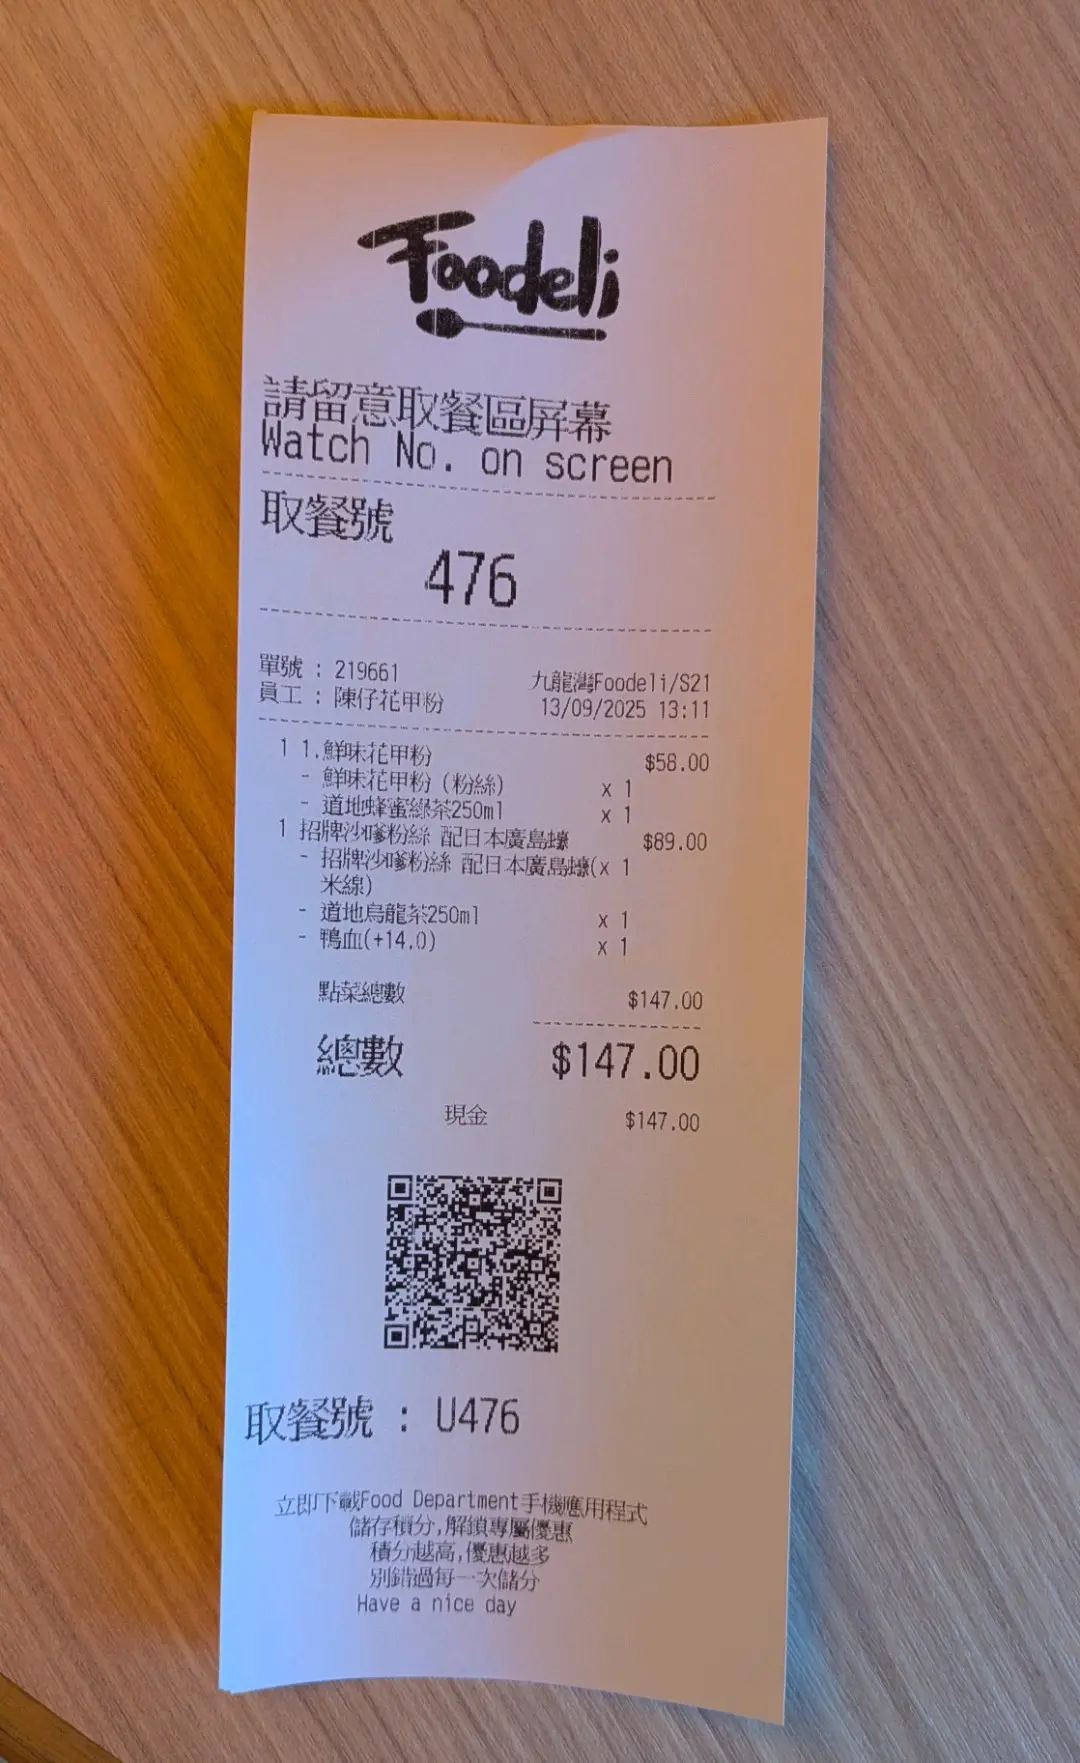 Foodeli
請留意取餐區屏幕
Watch No. on screen
取餐號
476
單號 : 219661 九龍灣Foodeli/S21
員工 : 陳仔花甲粉 13/09/2025 13:11
1 1.鮮味花甲粉 $58.00
- 鮮味花甲粉 (粉絲) x 1
- 道地蜂蜜綠茶250ml x 1
1 招牌沙嗲粉絲 配日本廣島蠔 $89.00
- 招牌沙嗲粉絲 配日本廣島蠔( x 1
米線)
- 道地烏龍茶250ml x 1
- 鴨血(+14.0) x 1
點菜總數 $147.00
總數 $147.00
現金 $147.00
取餐號 : U476
立即下載Food Department手機應用程式
儲存積分,解鎖專屬優惠
積分越高,優惠越多
別錯過每一次儲分
Have a nice day